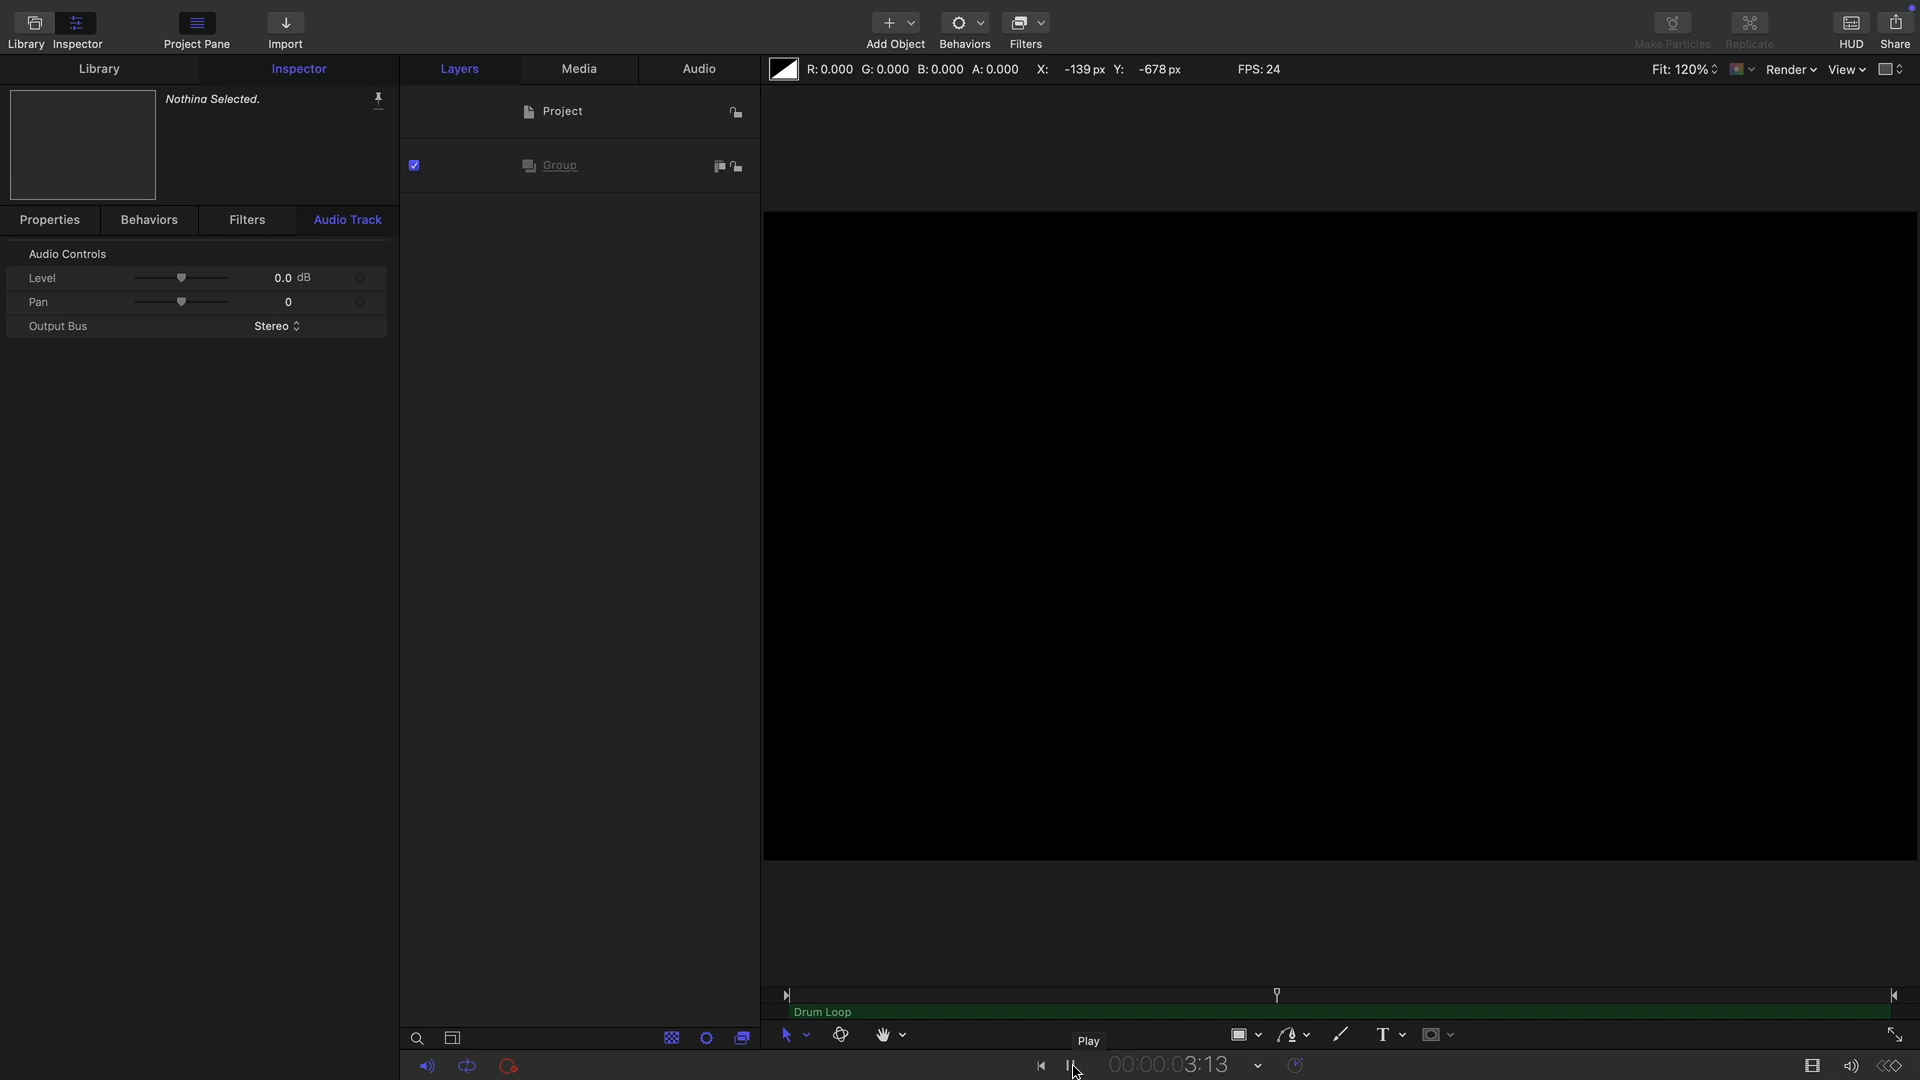 Library Inspector Project Pane Import Add Object Behaviors Filters Make Particles Replicate HUD Share
Library Inspector Layers Media Audio R: 0.000 G: 0.000 B: 0.000 A: 0.000 X: -139 px Y: -678 px FPS: 24 Fit: 120% Render View
Nothing Selected.
Project
Group
Properties Behaviors Filters Audio Track
Audio Controls
Level 0.0 dB
Pan 0
Output Bus Stereo
Drum Loop
T
Play
00:00:03:13